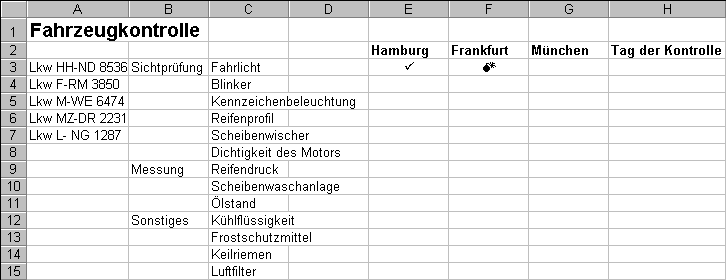 A B C D E F G H
1 Fahrzeugkontrolle
2 Hamburg Frankfurt München Tag der Kontrolle
3 Lkw HH-ND 8536 Sichtprüfung Fahrlicht ✓ 💣
4 Lkw F-RM 3850 Blinker
5 Lkw M-WE 6474 Kennzeichenbeleuchtung
6 Lkw MZ-DR 2231 Reifenprofil
7 Lkw L- NG 1287 Scheibenwischer
8 Dichtigkeit des Motors
9 Messung Reifendruck
10 Scheibenwaschanlage
11 Ölstand
12 Sonstiges Kühlflüssigkeit
13 Frostschutzmittel
14 Keilriemen
15 Luftfilter